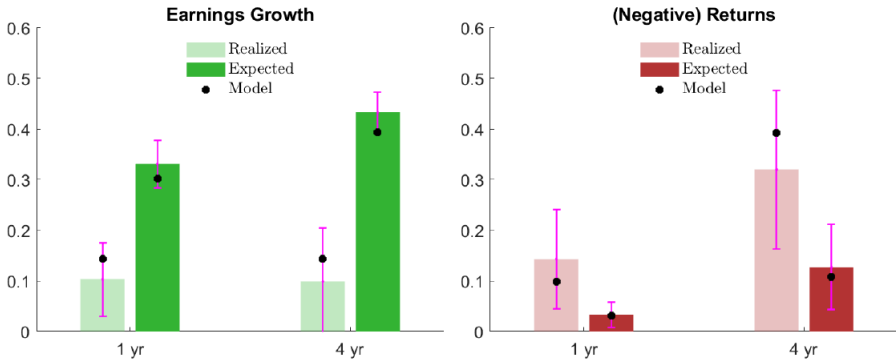 Earnings Growth
0.6
0.5
0.4
0.3
0.2
0.1
0
Realized
Expected
Model
1 yr
4 yr
(Negative) Returns
0.6
0.5
0.4
0.3
0.2
0.1
0
Realized
Expected
Model
1 yr
4 yr